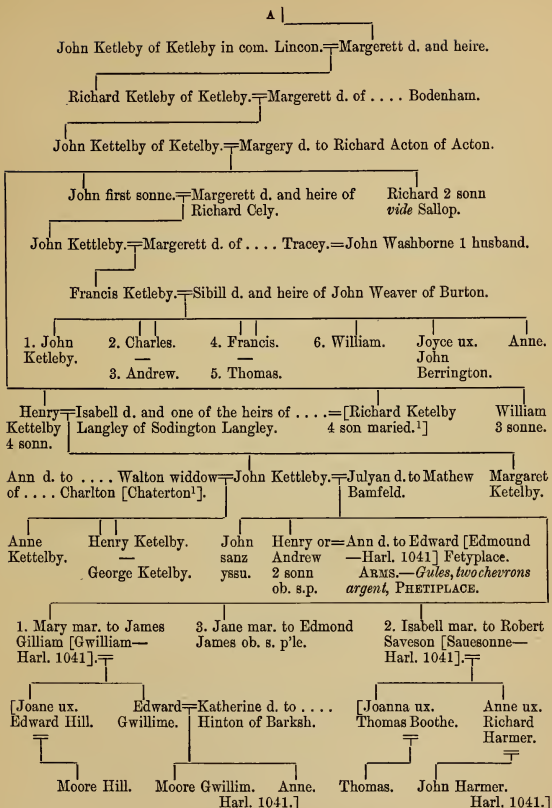 A
John Ketleby of Ketleby in com. Lincon.=Margerett d. and heire.
Richard Ketleby of Ketleby.=Margerett d. of . . . . Bodenham.
John Kettelby of Ketelby.=Margery d. to Richard Acton of Acton.
John first sonne.=Margerett d. and heire of Richard 2 sonn
Richard Cely. vide Sallop.
John Kettleby.=Margerett d. of . . . . Tracey.=John Washborne 1 husband.
Francis Ketleby.=Sibill d. and heire of John Weaver of Burton.
1. John 2. Charles. 4. Francis. 6. William. Joyce ux. Anne.
Ketleby. — — John
3. Andrew. 5. Thomas. Berrington.
Henry=Isabell d. and one of the heirs of . . . .=[Richard Ketelby William
Kettelby Langley of Sodington Langley. 4 son maried.¹] 3 sonne.
4 sonn.
Ann d. to . . . . Walton widdow=John Kettleby.=Julyan d. to Mathew Margaret
of . . . . Charlton [Chaterton¹]. Bamfeld. Ketelby.
Anne Henry Ketelby. John Henry or=Ann d. to Edward [Edmound
Kettelby. — sanz Andrew —Harl. 1041] Fetyplace.
George Ketelby. yssu. 2 sonn ARMS.—Gules, two chevrons
ob. s.p. argent, PHETIPLACE.
1. Mary mar. to James 3. Jane mar. to Edmond 2. Isabell mar. to Robert
Gilliam [Gwilliam— James ob. s. p'le. Saveson [Sauesonne—
Harl. 1041].= Harl. 1041].=
[Joane ux. Edward=Katherine d. to . . . . [Joanna ux. Anne ux.
Edward Hill. Gwillime. Hinton of Barksh. Thomas Boothe. Richard
Harmer.
Moore Hill. Moore Gwillim. Anne. Thomas. John Harmer.
Harl. 1041.] Harl. 1041.]